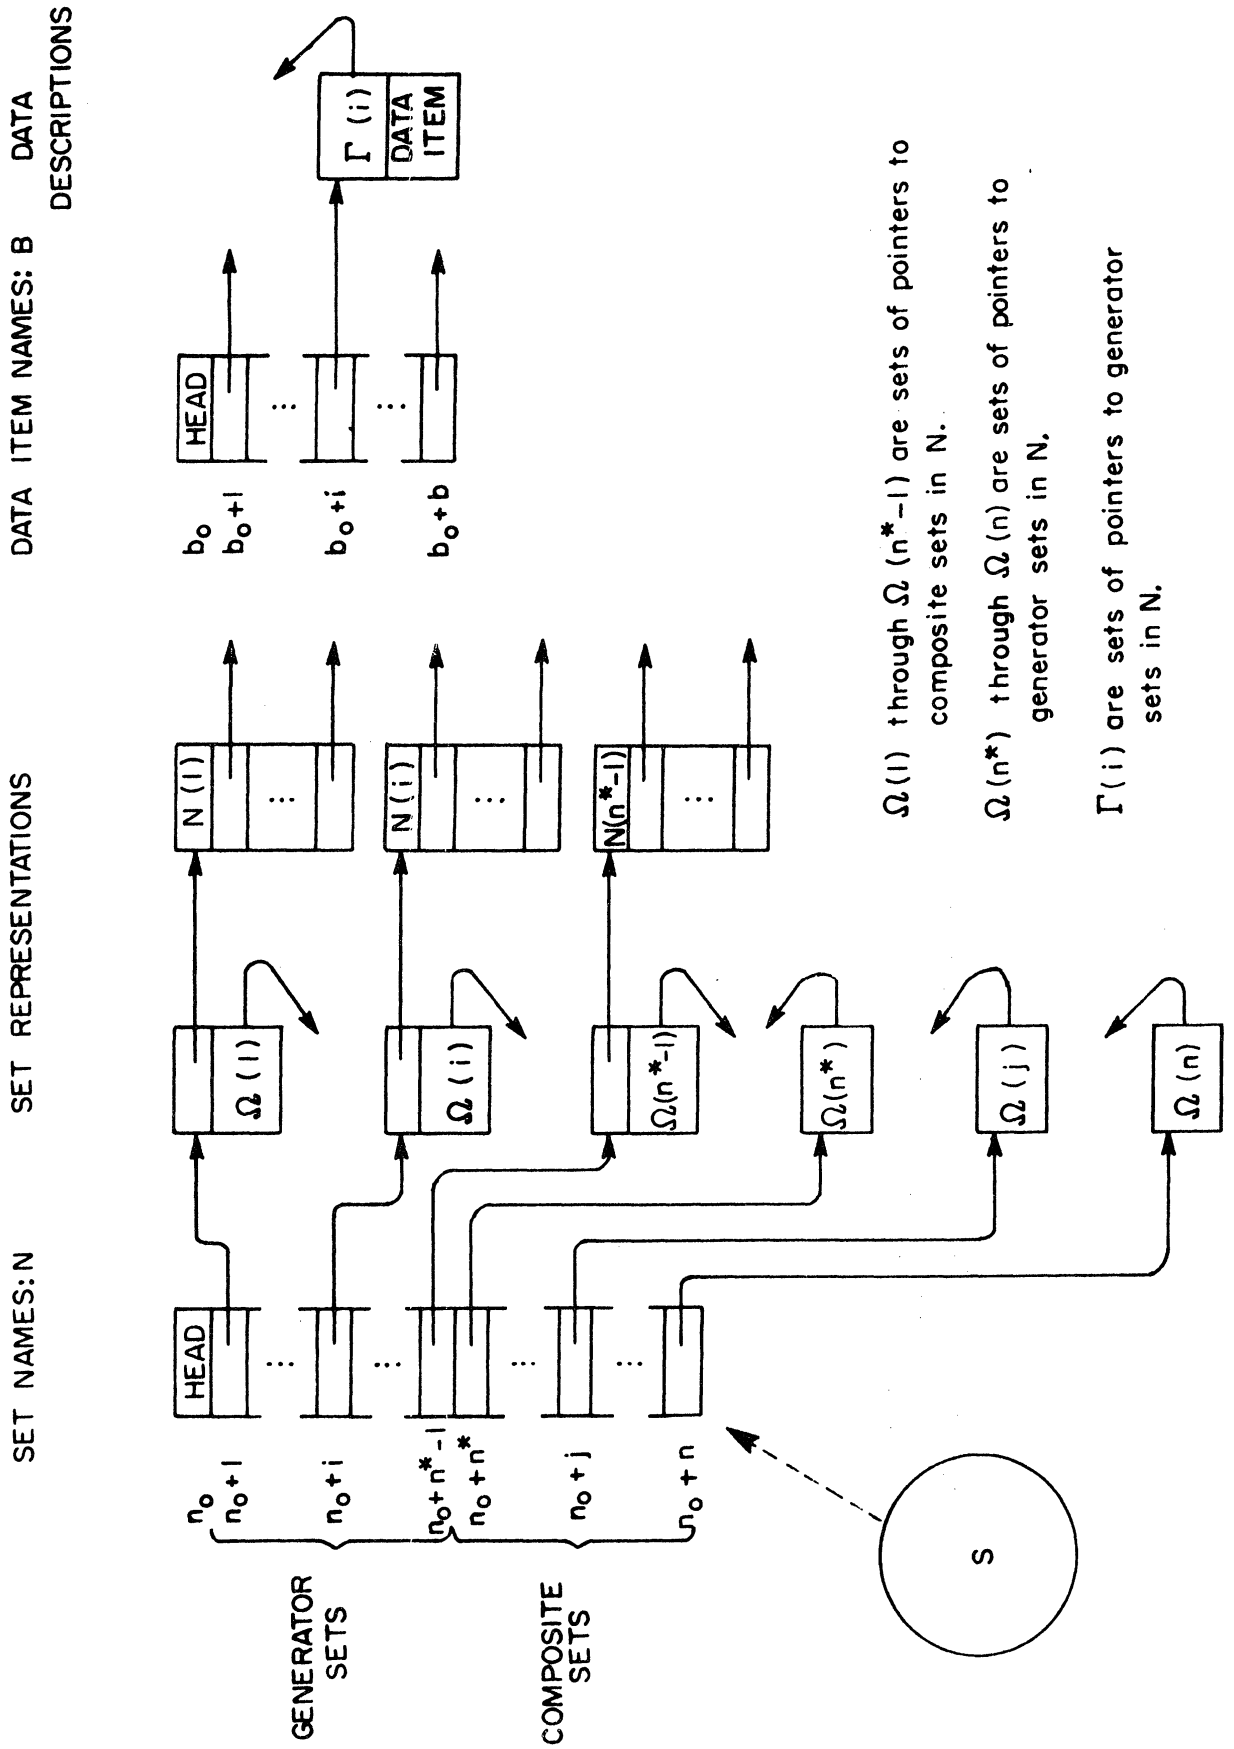 SET NAMES: N
SET REPRESENTATIONS
DATA ITEM NAMES: B
DATA
DESCRIPTIONS
GENERATOR
SETS
COMPOSITE
SETS
n₀
n₀+1
n₀+i
n₀+n*-1
n₀+n*
n₀+j
n₀+n
HEAD
...
...
...
...
Ω(1)
Ω(i)
Ω(n*-1)
Ω(n*)
Ω(j)
Ω(n)
N(1)
...
N(i)
...
N(n*-1)
...
b₀
b₀+1
b₀+i
b₀+b
HEAD
...
...
Γ(i)
DATA
ITEM
S
Ω(1) through Ω(n*-1) are sets of pointers to
composite sets in N.
Ω(n*) through Ω(n) are sets of pointers to
generator sets in N.
Γ(i) are sets of pointers to generator
sets in N.